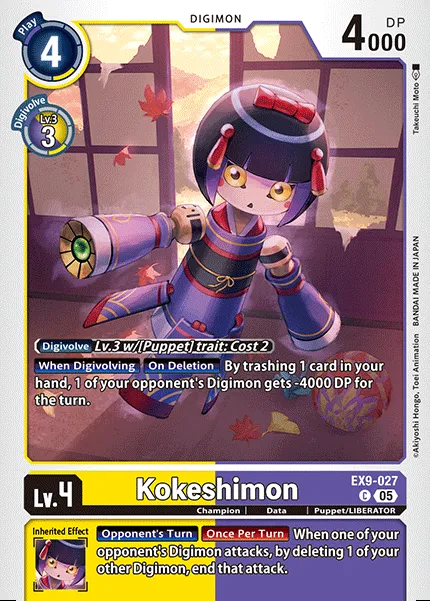 DIGIMON
Play
4
4000
DP
Digivolve
Lv.3
3
Takeuchi Moto
©Akiyoshi Hongo, Toei Animation BANDAI MADE IN JAPAN
Digivolve Lv.3 w/[Puppet] trait: Cost 2
When Digivolving On Deletion By trashing 1 card in your
hand, 1 of your opponent's Digimon gets -4000 DP for
the turn.
Lv.4
Kokeshimon
EX9-027
C 05
Champion | Data | Puppet/LIBERATOR
Inherited Effect
Opponent's Turn Once Per Turn When one of your
opponent's Digimon attacks, by deleting 1 of your
other Digimon, end that attack.